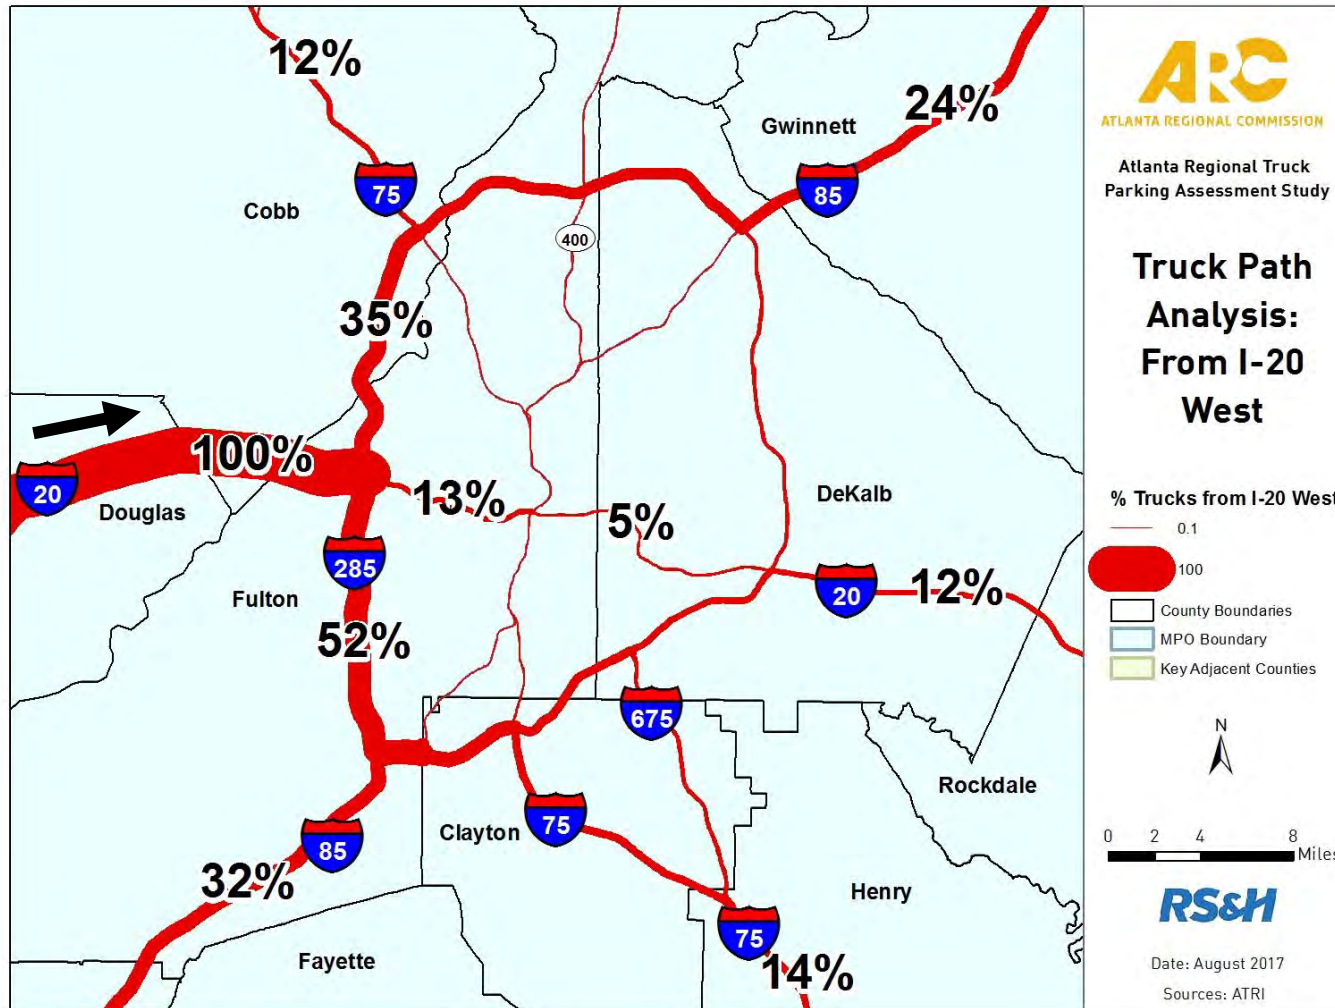 12%
24%
Gwinnett
75
85
Cobb
400
35%
100%
20
13%
5%
DeKalb
Douglas
285
Fulton
20
12%
52%
675
Rockdale
75
Clayton
85
32%
Henry
75
14%
Fayette
ARC
ATLANTA REGIONAL COMMISSION
Atlanta Regional Truck
Parking Assessment Study
Truck Path
Analysis:
From I-20
West
% Trucks from I-20 West
0.1
100
County Boundaries
MPO Boundary
Key Adjacent Counties
N
0 2 4 8
Miles
RS&H
Date: August 2017
Sources: ATRI